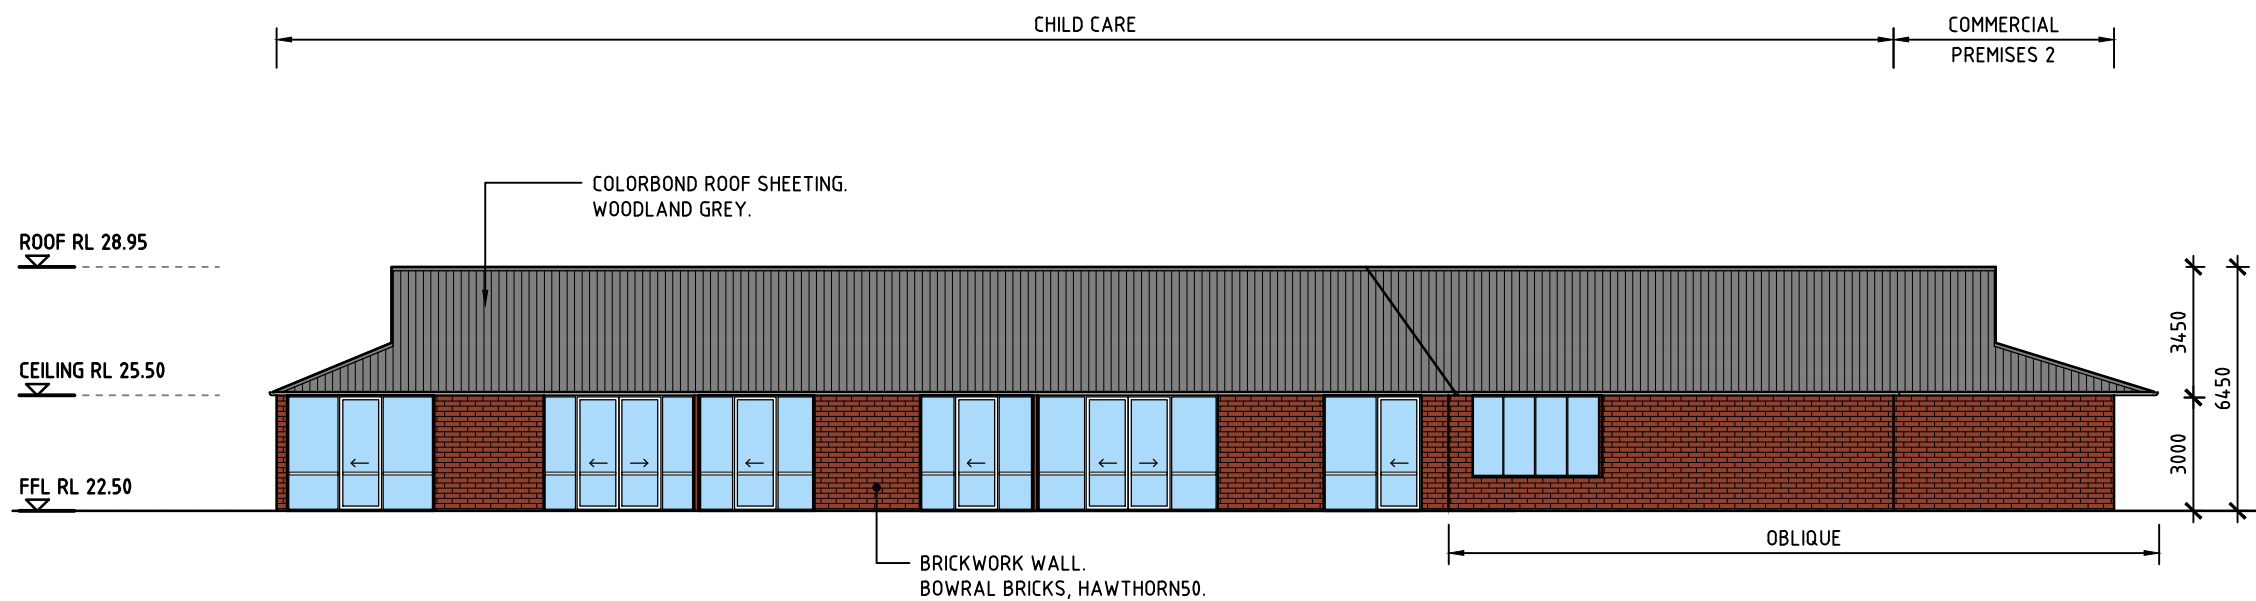 CHILD CARE
COMMERCIAL
PREMISES 2
COLORBOND ROOF SHEETING.
WOODLAND GREY.
ROOF RL 28.95
CEILING RL 25.50
FFL RL 22.50
3450
6450
3000
OBLIQUE
BRICKWORK WALL.
BOWRAL BRICKS, HAWTHORN50.